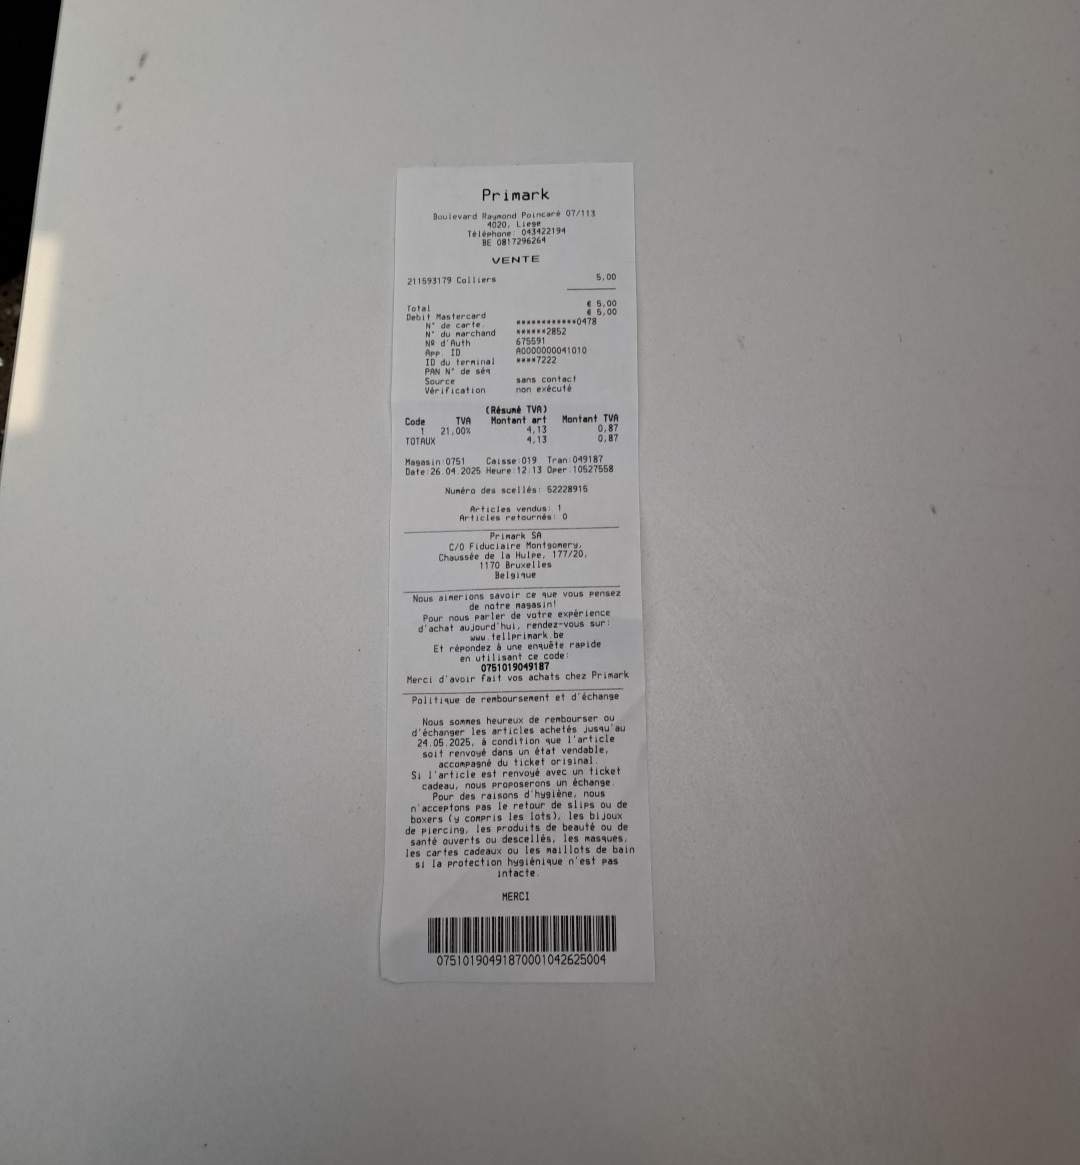 Primark
Boulevard Raymond Poincaré 07/113
4020, Liege
Téléphone: 043422194
BE 0817296264
VENTE
211593179 Colliers 5,00
Total € 5,00
Debit Mastercard € 5,00
N° de carte. ************0478
N° du marchand ******2852
Nº d'Auth 675591
App. ID A0000000041010
ID du terminal ****7222
PAN N° de séq
Source sans contact
Vérification non exécuté
(Résumé TVA)
Code TVA Montant art Montant TVA
1 21,00% 4,13 0,87
TOTAUX 4,13 0,87
Magasin:0751 Caisse:019 Tran:049187
Date:26.04.2025 Heure:12:13 Oper:10527558
Numéro des scellés: 52228915
Articles vendus: 1
Articles retournés: 0
Primark SA
C/O Fiduciaire Montgomery,
Chaussée de la Hulpe, 177/20,
1170 Bruxelles
Belgique
Nous aimerions savoir ce que vous pensez
de notre magasin!
Pour nous parler de votre expérience
d'achat aujourd'hui, rendez-vous sur:
www.tellprimark.be
Et répondez à une enquête rapide
en utilisant ce code:
0751019049187
Merci d'avoir fait vos achats chez Primark
Politique de remboursement et d'échange
Nous sommes heureux de rembourser ou
d'échanger les articles achetés jusqu'au
24.05.2025, à condition que l'article
soit renvoyé dans un état vendable,
accompagné du ticket original.
Si l'article est renvoyé avec un ticket
cadeau, nous proposerons un échange.
Pour des raisons d'hygiène, nous
n'acceptons pas le retour de slips ou de
boxers (y compris les lots), les bijoux
de piercing, les produits de beauté ou de
santé ouverts ou descellés, les masques,
les cartes cadeaux ou les maillots de bain
si la protection hygiénique n'est pas
intacte.
MERCI
07510190491870001042625004